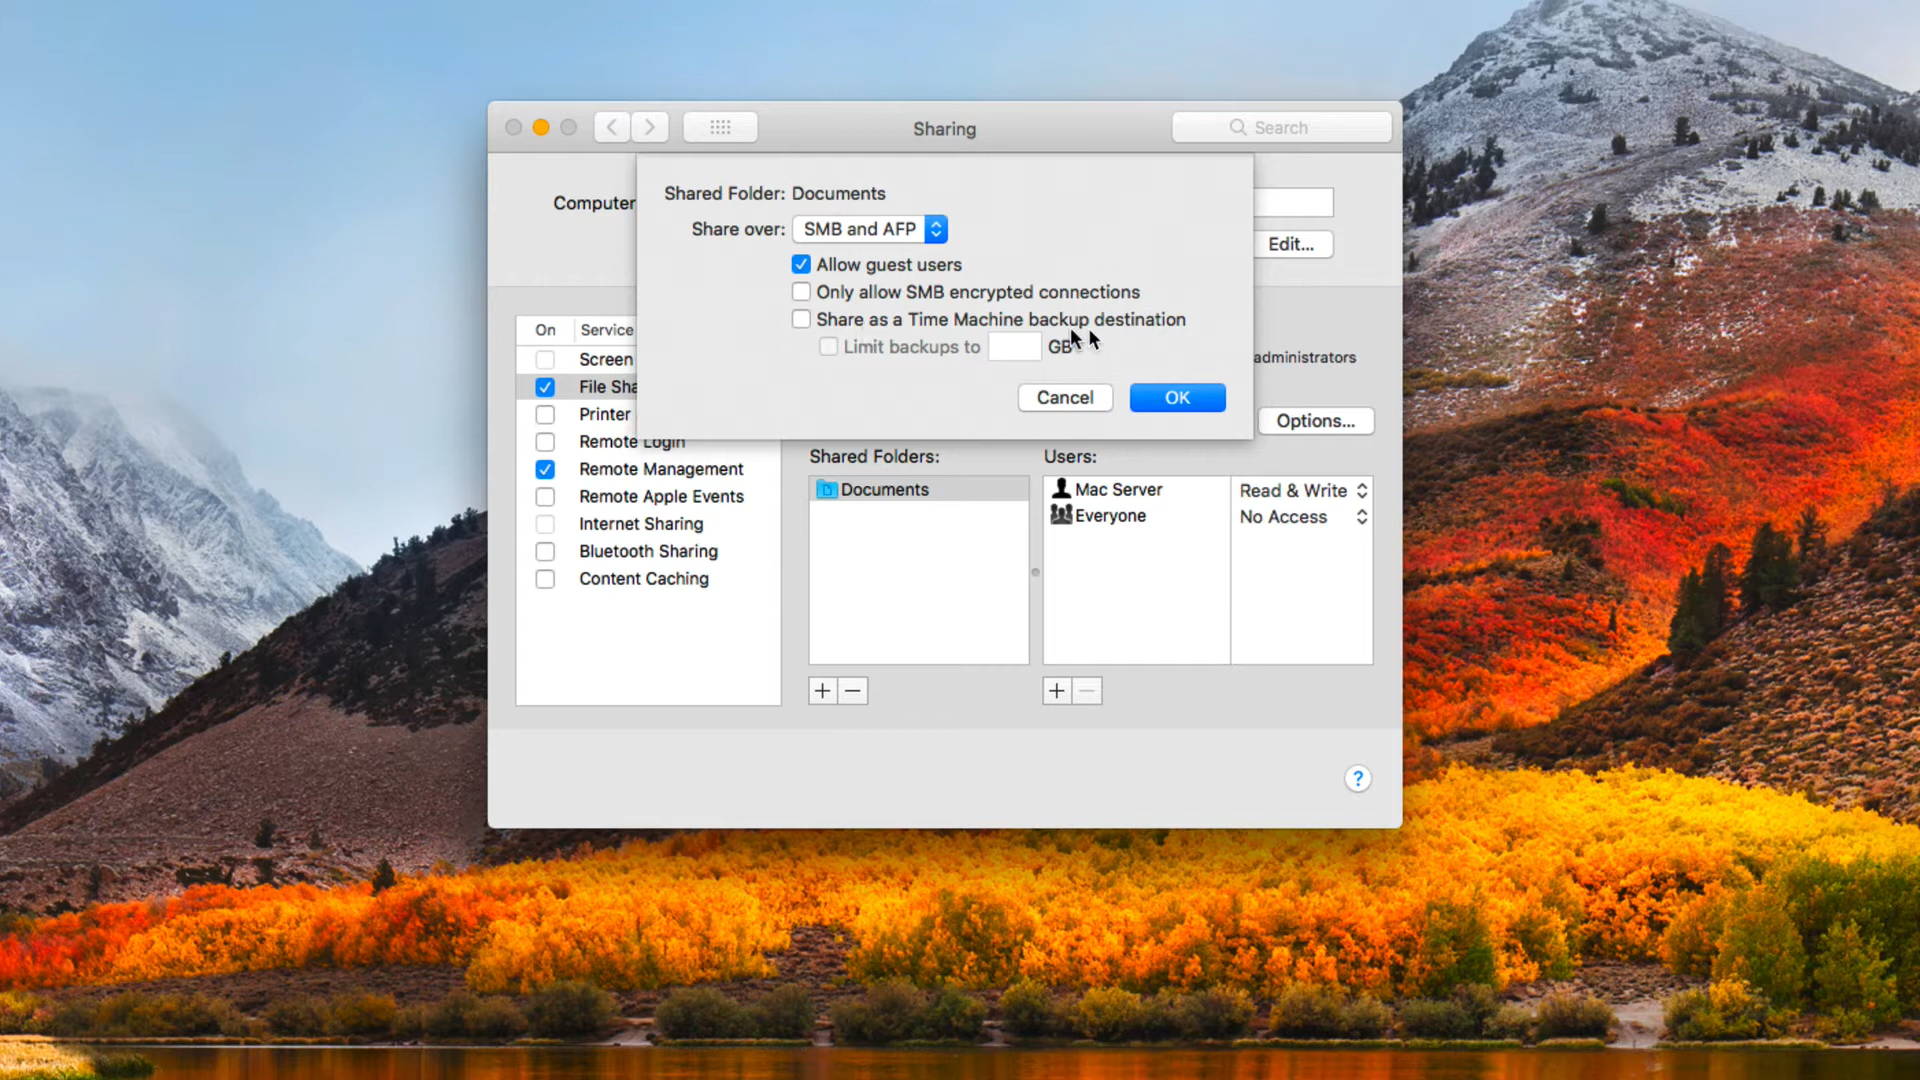 Sharing
Search
Computer
Edit...
Shared Folder: Documents
Share over: SMB and AFP
Allow guest users
Only allow SMB encrypted connections
Share as a Time Machine backup destination
Limit backups to GB
Cancel
OK
administrators
Options...
On Service
Screen
File Sha
Printer
Remote Login
Remote Management
Remote Apple Events
Internet Sharing
Bluetooth Sharing
Content Caching
Shared Folders:
Documents
Users:
Mac Server Read & Write
Everyone No Access
?